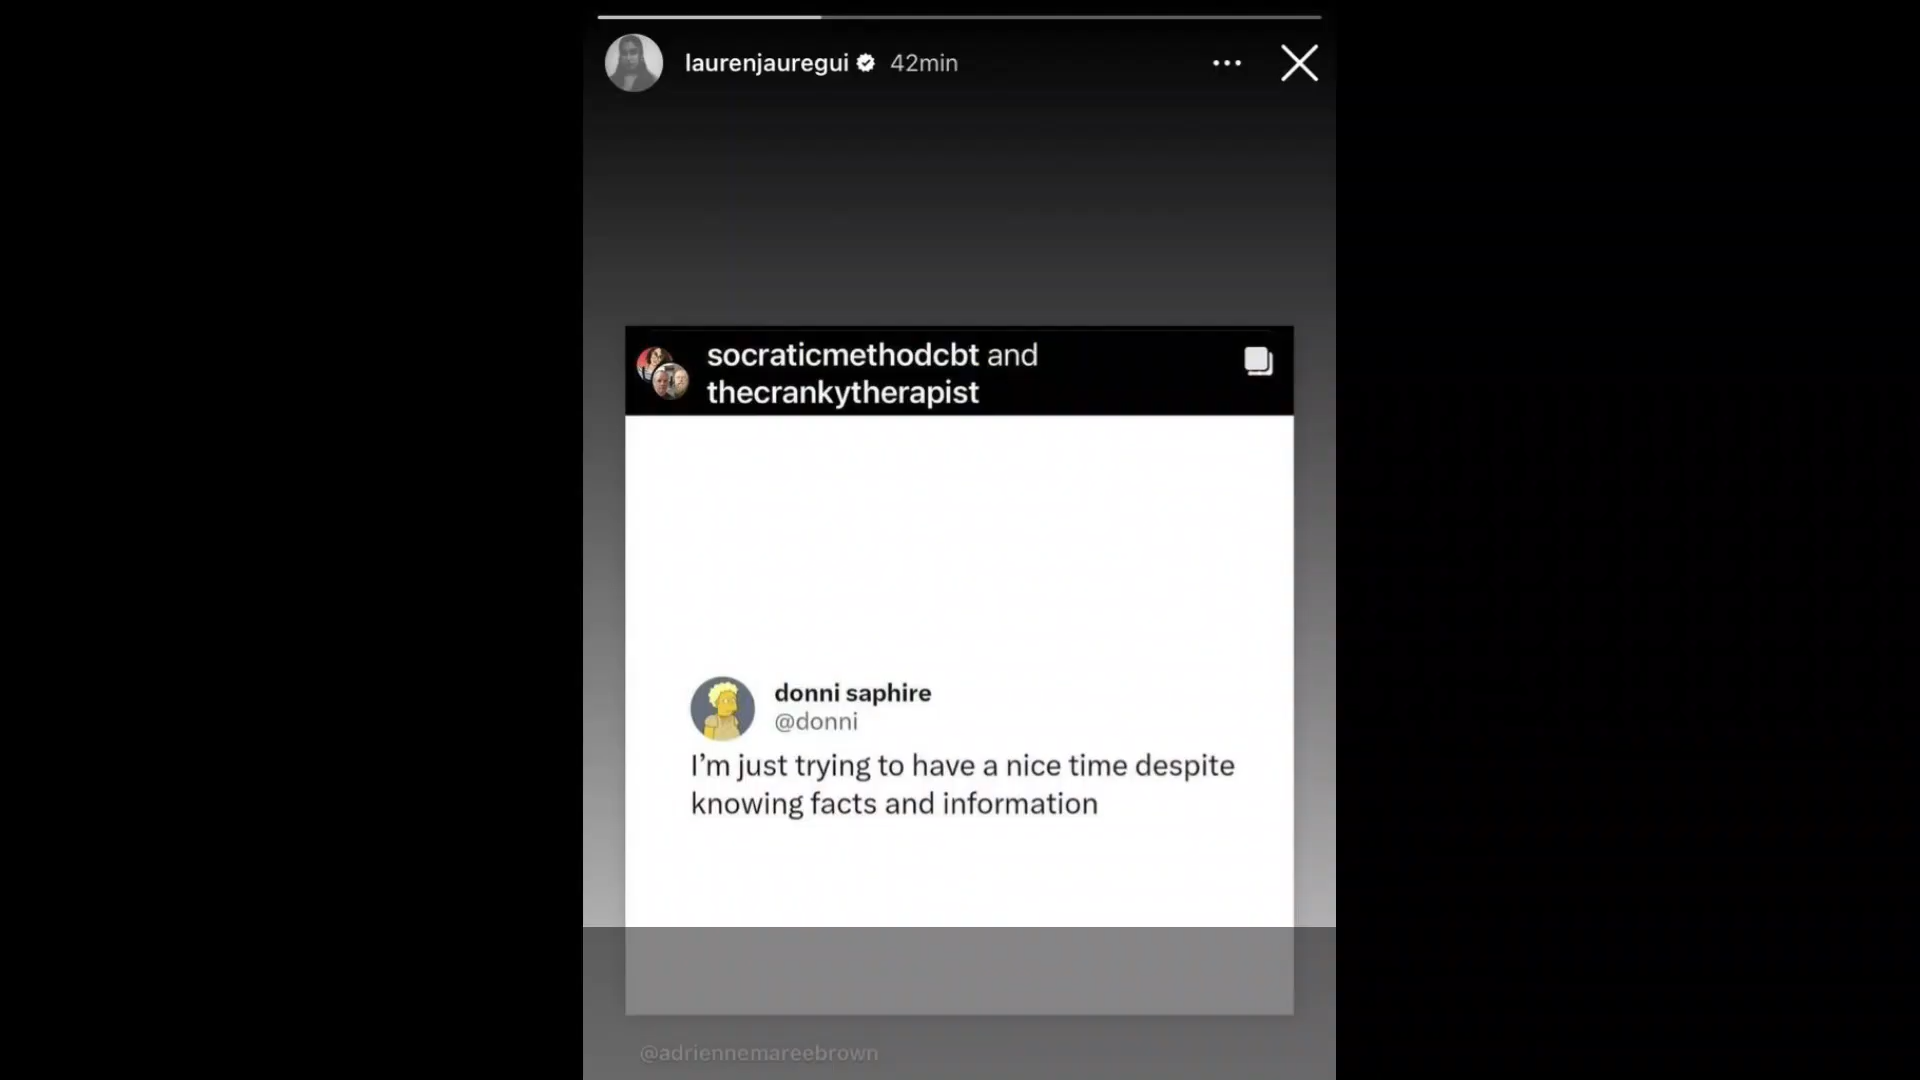 laurenjauregui 42min
socraticmethodcbt and
thecrankytherapist
donni saphire
@donni
I’m just trying to have a nice time despite
knowing facts and information
@adriennemareebrown